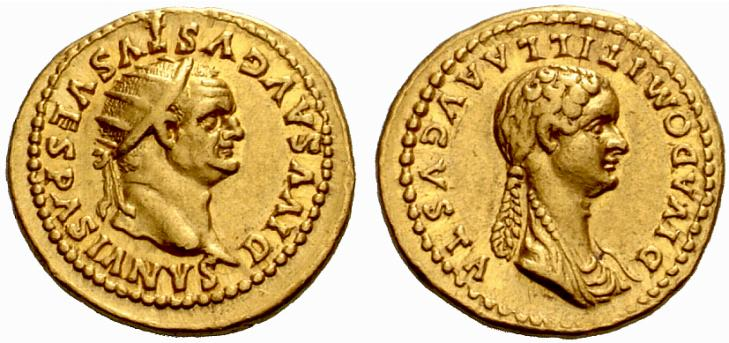 DIVVS AVGVSTVS VESPASIANVS
DIVA DOMITILLA AVGVSTA